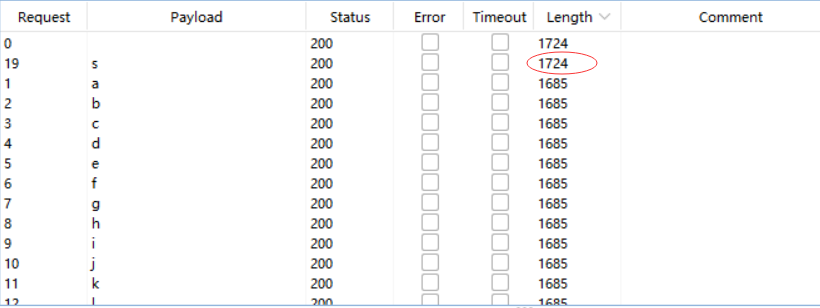 Request Payload Status Error Timeout Length Comment
0 200 1724
19 s 200 1724
1 a 200 1685
2 b 200 1685
3 c 200 1685
4 d 200 1685
5 e 200 1685
6 f 200 1685
7 g 200 1685
8 h 200 1685
9 i 200 1685
10 j 200 1685
11 k 200 1685
12 l 200 1685